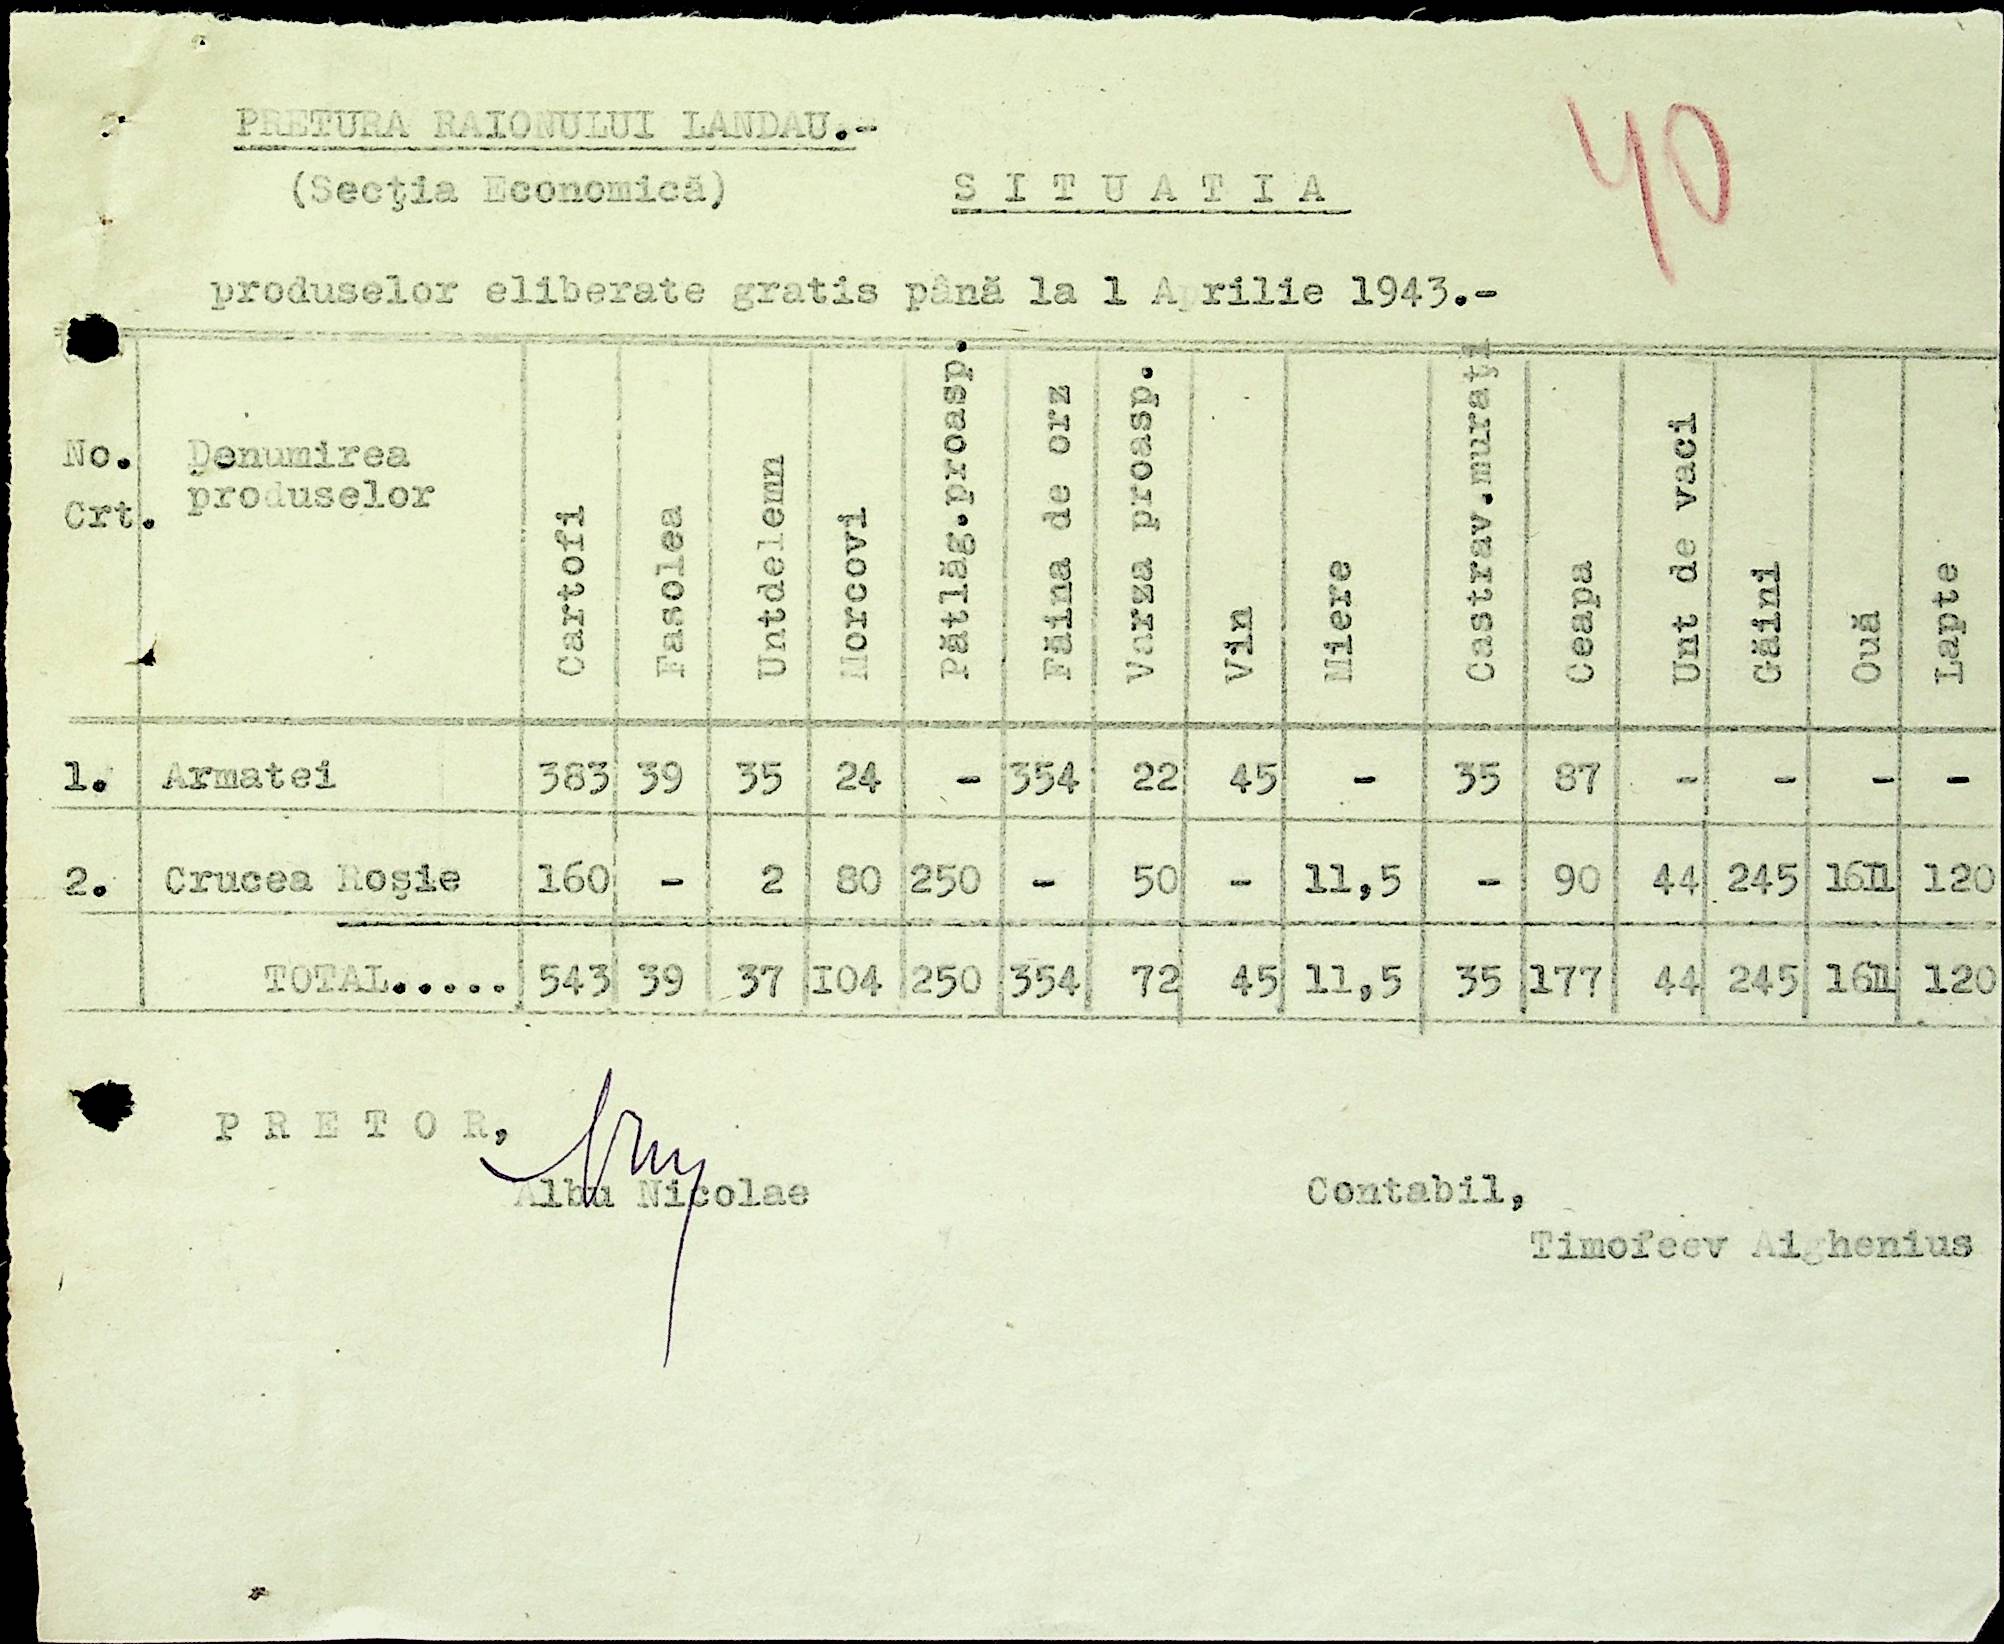 PRETURA RAIONULUI LANDAU.-
40
(Secţia Economică)
S I T U A T I A
produselor eliberate gratis până la 1 Aprilie 1943.-
No. Crt. Denumirea produselor Cartofi Fasolea Untdelemn Morcovi Pătlăg.proasp. Făina de orz Varza proasp. Vin Miere Castrav.muraţi Ceapa Unt de vaci Găini Ouă Lapte
1. Armatei 383 39 35 24 - 354 22 45 - 35 87 - - - -
2. Crucea Roşie 160 - 2 80 250 - 50 - 11,5 - 90 44 245 1611 120
TOTAL..... 543 39 37 I04 250 354 72 45 11,5 35 177 44 245 1611 120
P R E T O R,
Albu Nicolae
Contabil,
Timofeev Aighenius